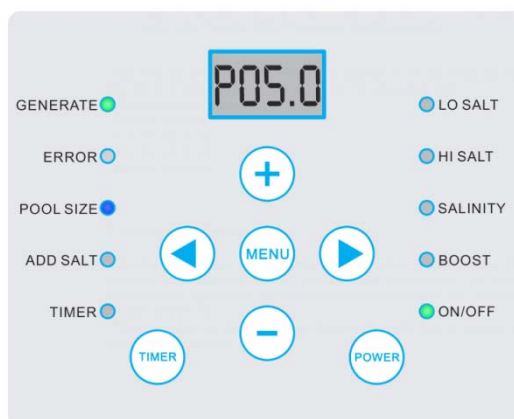 P05.0
GENERATE
LO SALT
ERROR
HI SALT
POOL SIZE
SALINITY
ADD SALT
MENU
BOOST
TIMER
ON/OFF
TIMER
POWER